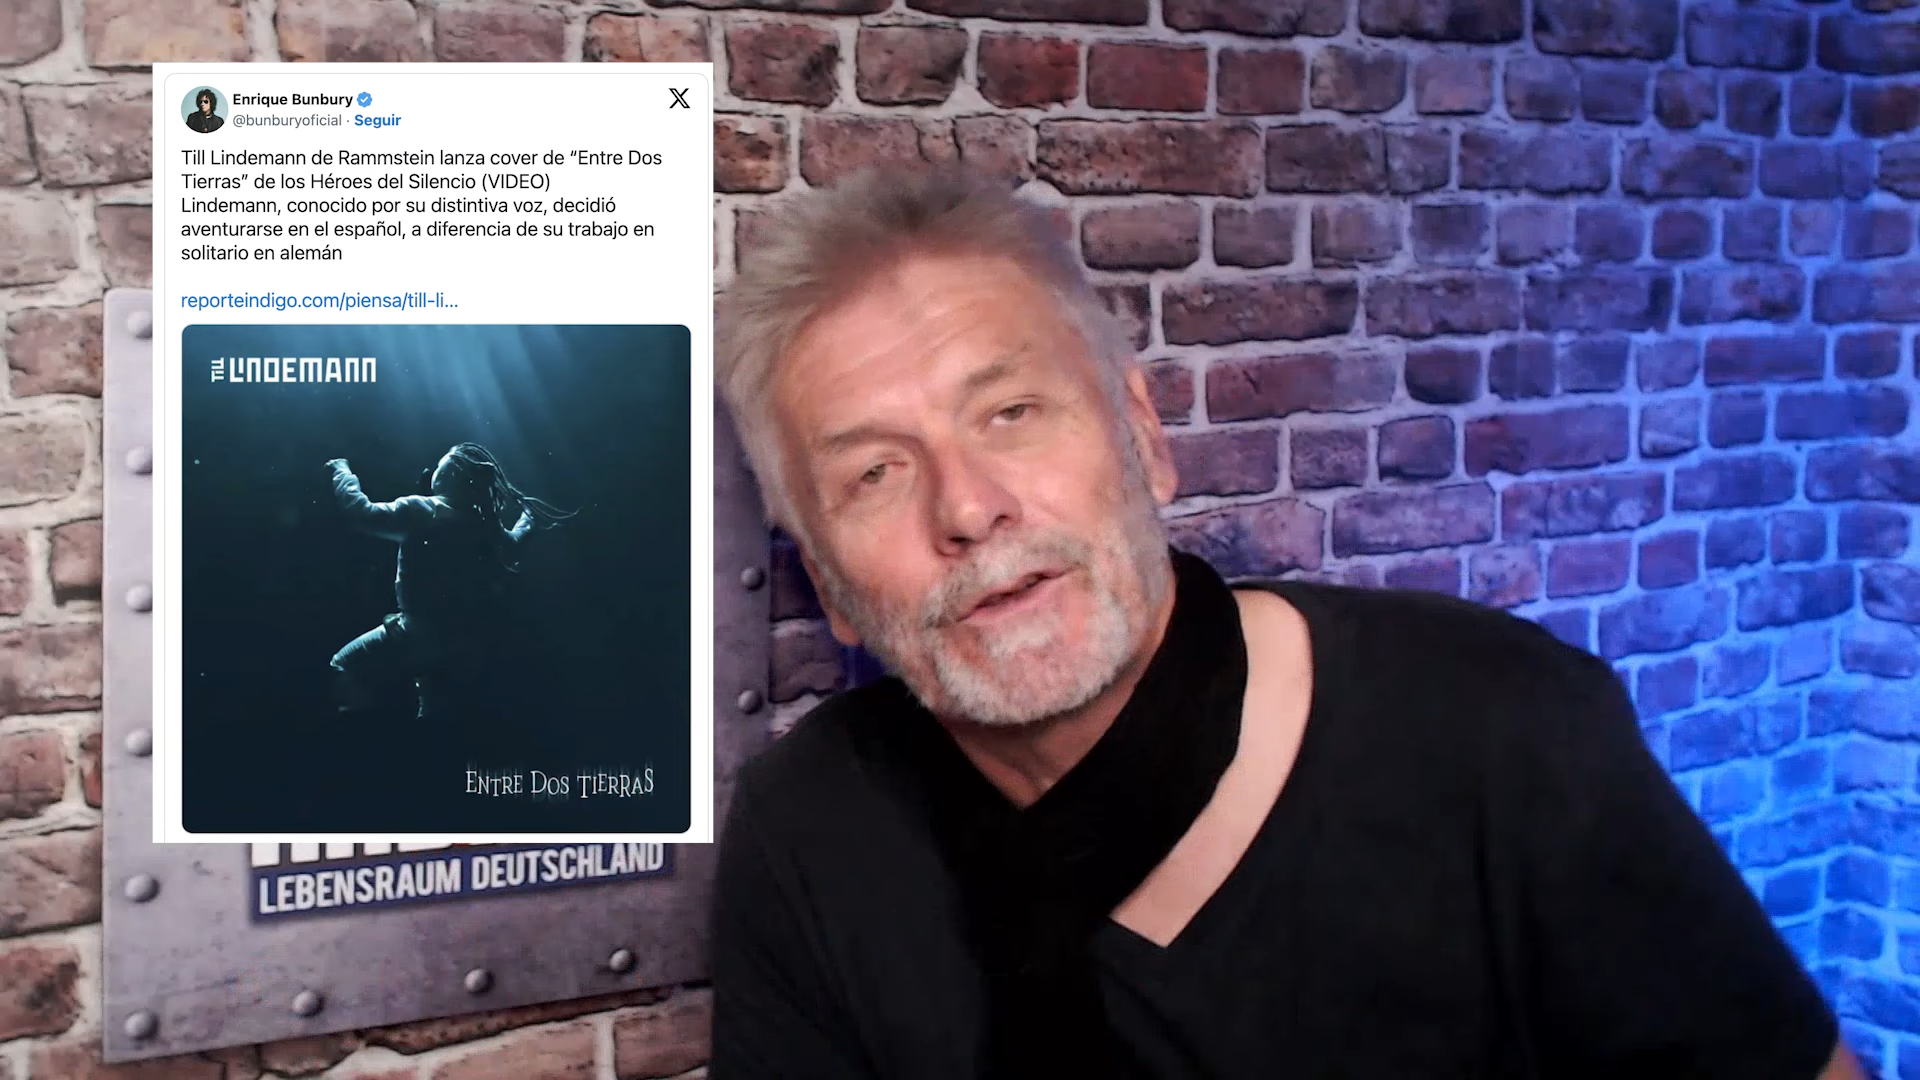 Enrique Bunbury
@bunburyoficial · Seguir
X
Till Lindemann de Rammstein lanza cover de “Entre Dos
Tierras” de los Héroes del Silencio (VIDEO)
Lindemann, conocido por su distintiva voz, decidió
aventurarse en el español, a diferencia de su trabajo en
solitario en alemán
reporteindigo.com/piensa/till-li...
TILL LINDEMANN
ENTRE DOS TIERRAS
LEBENSRAUM DEUTSCHLAND